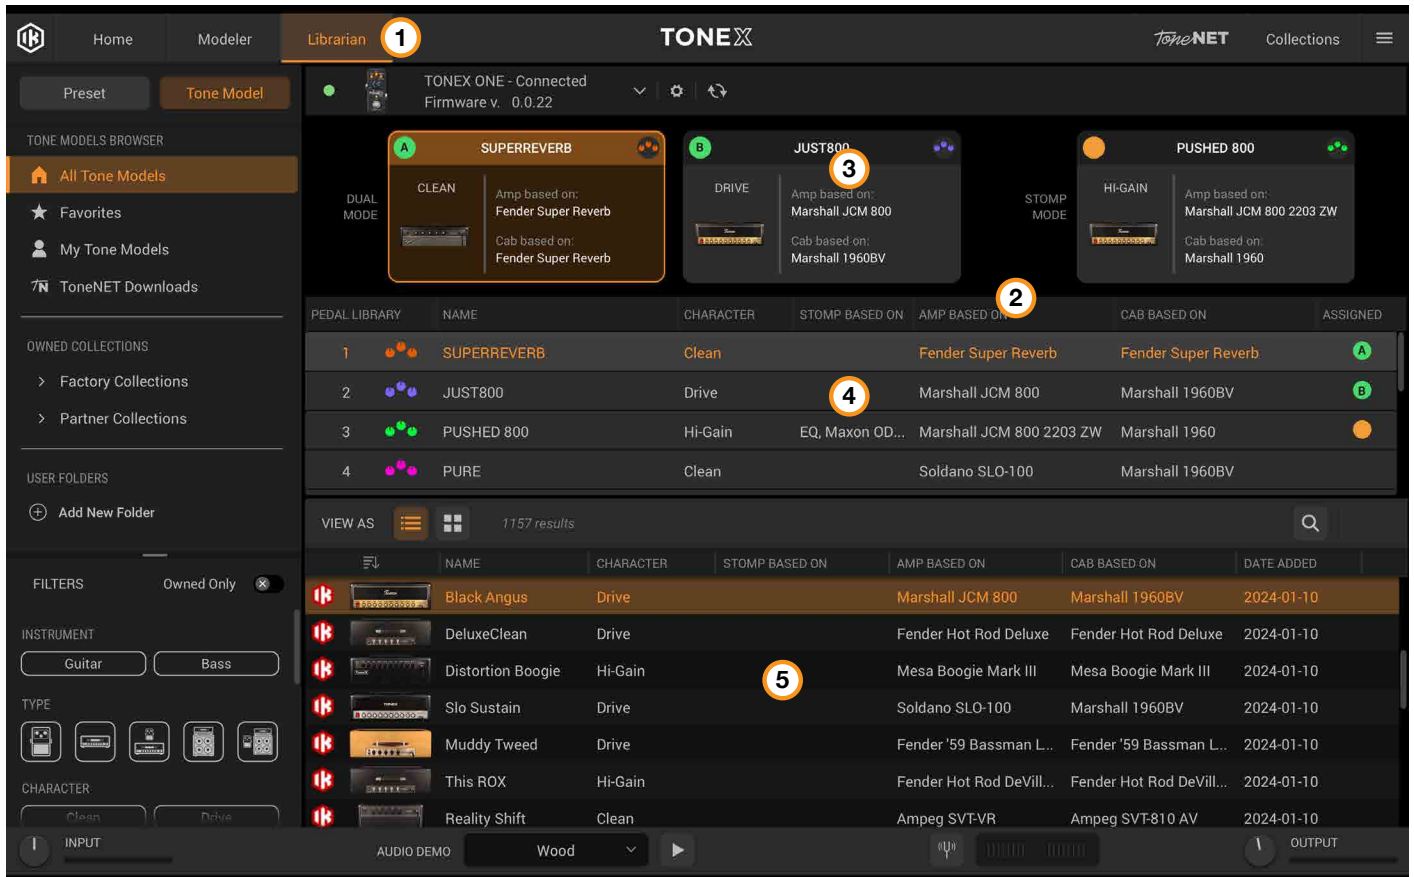 Home
Modeler
Librarian
1
TONEX
ToneNET
Collections
Preset
Tone Model
TONEX ONE - Connected
Firmware v. 0.0.22
TONE MODELS BROWSER
All Tone Models
Favorites
My Tone Models
ToneNET Downloads
OWNED COLLECTIONS
Factory Collections
Partner Collections
USER FOLDERS
Add New Folder
DUAL
MODE
A
SUPERREVERB
CLEAN
Amp based on:
Fender Super Reverb
Cab based on:
Fender Super Reverb
B
JUST800
3
DRIVE
Amp based on:
Marshall JCM 800
Cab based on:
Marshall 1960BV
STOMP
MODE
PUSHED 800
HI-GAIN
Amp based on:
Marshall JCM 800 2203 ZW
Cab based on:
Marshall 1960
2
PEDAL LIBRARY NAME CHARACTER STOMP BASED ON AMP BASED ON CAB BASED ON ASSIGNED
1 SUPERREVERB Clean Fender Super Reverb Fender Super Reverb A
2 JUST800 Drive Marshall JCM 800 Marshall 1960BV B
4
3 PUSHED 800 Hi-Gain EQ, Maxon OD... Marshall JCM 800 2203 ZW Marshall 1960
4 PURE Clean Soldano SLO-100 Marshall 1960BV
VIEW AS 1157 results
NAME CHARACTER STOMP BASED ON AMP BASED ON CAB BASED ON DATE ADDED
Black Angus Drive Marshall JCM 800 Marshall 1960BV 2024-01-10
DeluxeClean Drive Fender Hot Rod Deluxe Fender Hot Rod Deluxe 2024-01-10
Distortion Boogie Hi-Gain Mesa Boogie Mark III Mesa Boogie Mark III 2024-01-10
5
Slo Sustain Drive Soldano SLO-100 Marshall 1960BV 2024-01-10
Muddy Tweed Drive Fender '59 Bassman L... Fender '59 Bassman L... 2024-01-10
This ROX Hi-Gain Fender Hot Rod DeVill... Fender Hot Rod DeVill... 2024-01-10
Reality Shift Clean Ampeg SVT-VR Ampeg SVT-810 AV 2024-01-10
FILTERS
Owned Only
INSTRUMENT
Guitar
Bass
TYPE
CHARACTER
Clean
Drive
INPUT
AUDIO DEMO
Wood
OUTPUT